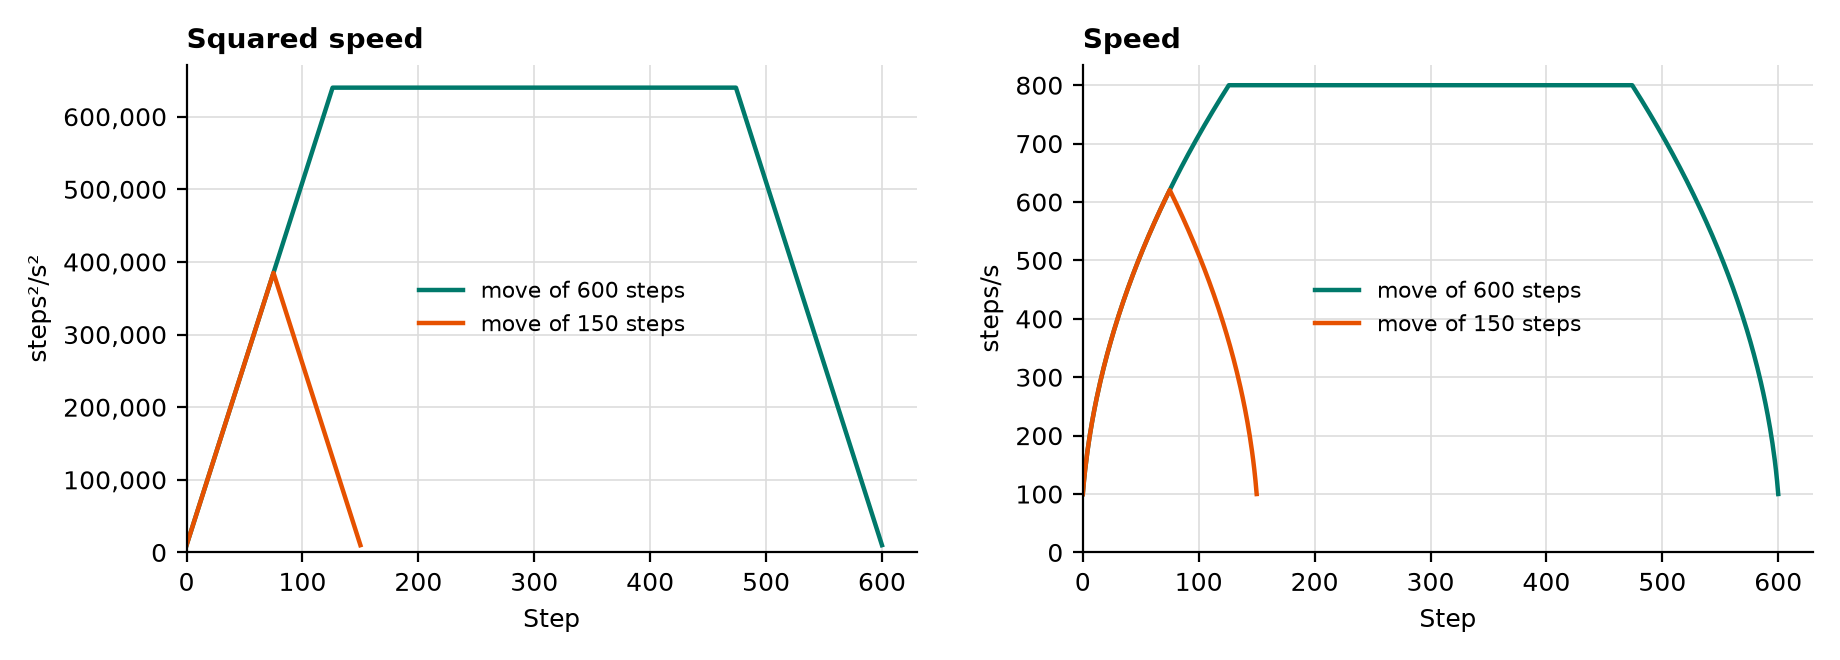 Squared speed
steps²/s²
600,000
500,000
400,000
300,000
200,000
100,000
0
move of 600 steps
move of 150 steps
0 100 200 300 400 500 600
Step
Speed
steps/s
800
700
600
500
400
300
200
100
0
move of 600 steps
move of 150 steps
0 100 200 300 400 500 600
Step